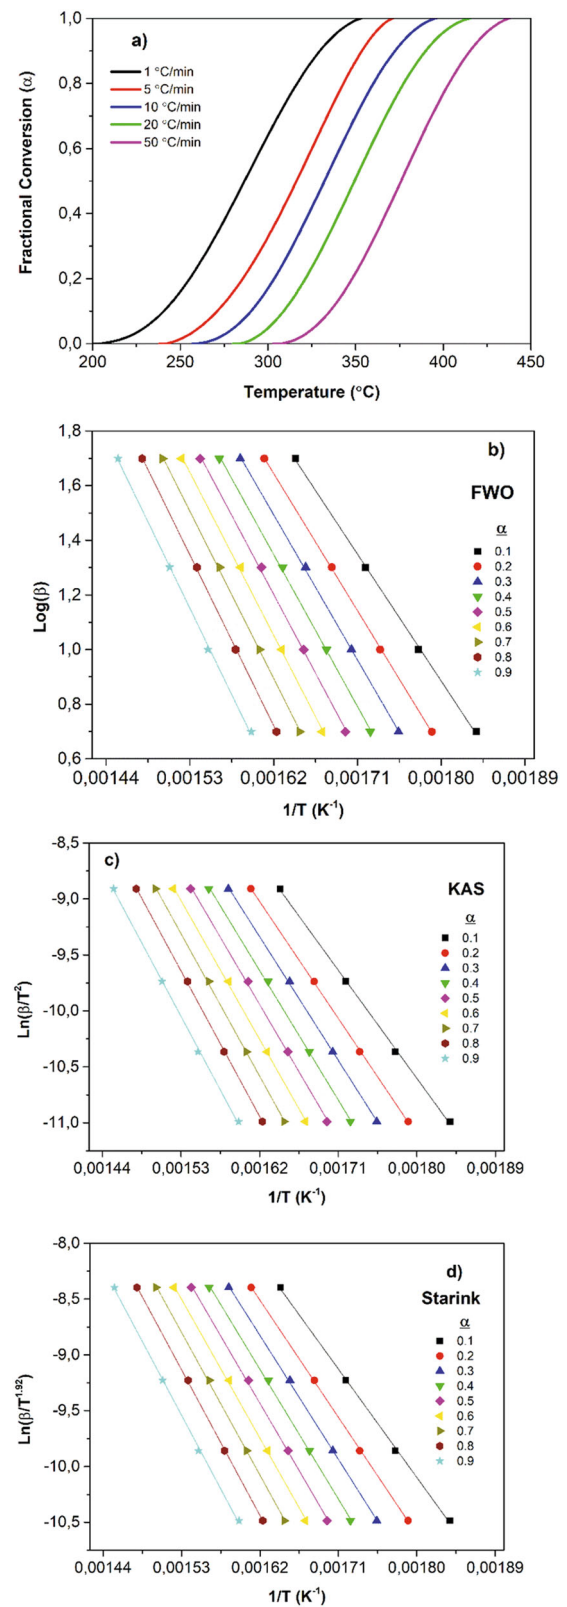 a)
1,0
0,8
0,6
0,4
0,2
0,0
Fractional Conversion (α)
1 °C/min
5 °C/min
10 °C/min
20 °C/min
50 °C/min
200 250 300 350 400 450
Temperature (°C)
b)
FWO
1,8
1,6
1,4
1,2
1,0
0,8
0,6
Log(β)
α
0.1
0.2
0.3
0.4
0.5
0.6
0.7
0.8
0.9
0,00144 0,00153 0,00162 0,00171 0,00180 0,00189
1/T (K-1)
c)
KAS
-8,5
-9,0
-9,5
-10,0
-10,5
-11,0
Ln(β/T2)
α
0.1
0.2
0.3
0.4
0.5
0.6
0.7
0.8
0.9
0,00144 0,00153 0,00162 0,00171 0,00180 0,00189
1/T (K-1)
d)
Starink
-8,0
-8,5
-9,0
-9,5
-10,0
-10,5
Ln(β/T1.92)
α
0.1
0.2
0.3
0.4
0.5
0.6
0.7
0.8
0.9
0,00144 0,00153 0,00162 0,00171 0,00180 0,00189
1/T (K-1)